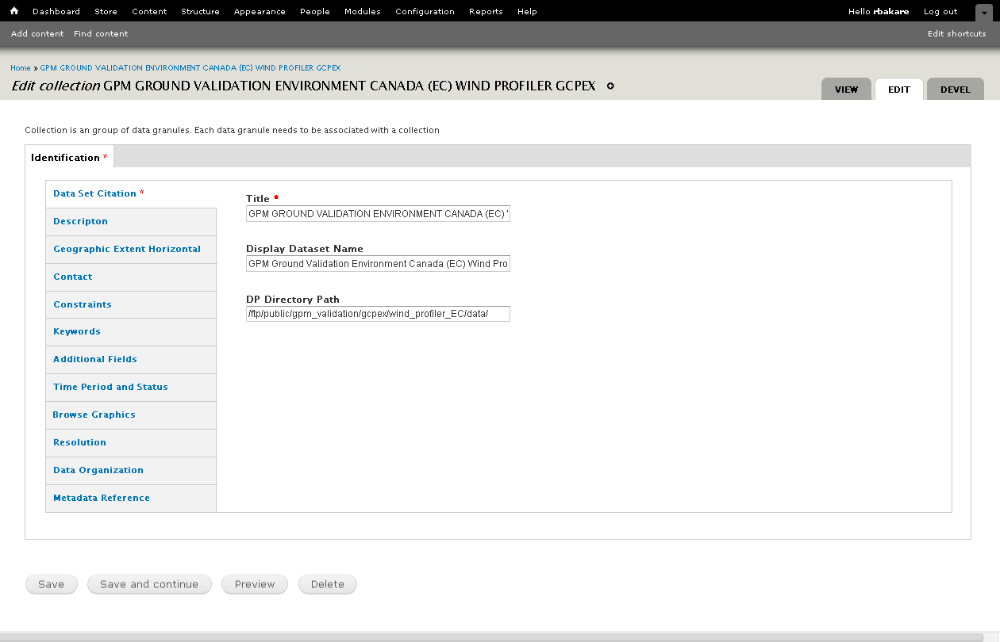 Dashboard Store Content Structure Appearance People Modules Configuration Reports Help Hello rbakare Log out
Add content Find content Edit shortcuts
Home » GPM GROUND VALIDATION ENVIRONMENT CANADA (EC) WIND PROFILER GCPEX
Edit collection GPM GROUND VALIDATION ENVIRONMENT CANADA (EC) WIND PROFILER GCPEX
VIEW EDIT DEVEL
Collection is an group of data granules. Each data granule needs to be associated with a collection
Identification *
Data Set Citation *
Descripton
Geographic Extent Horizontal
Contact
Constraints
Keywords
Additional Fields
Time Period and Status
Browse Graphics
Resolution
Data Organization
Metadata Reference
Title *
GPM GROUND VALIDATION ENVIRONMENT CANADA (EC)
Display Dataset Name
GPM Ground Validation Environment Canada (EC) Wind Pro
DP Directory Path
/ftp/public/gpm_validation/gcpex/wind_profiler_EC/data/
Save Save and continue Preview Delete